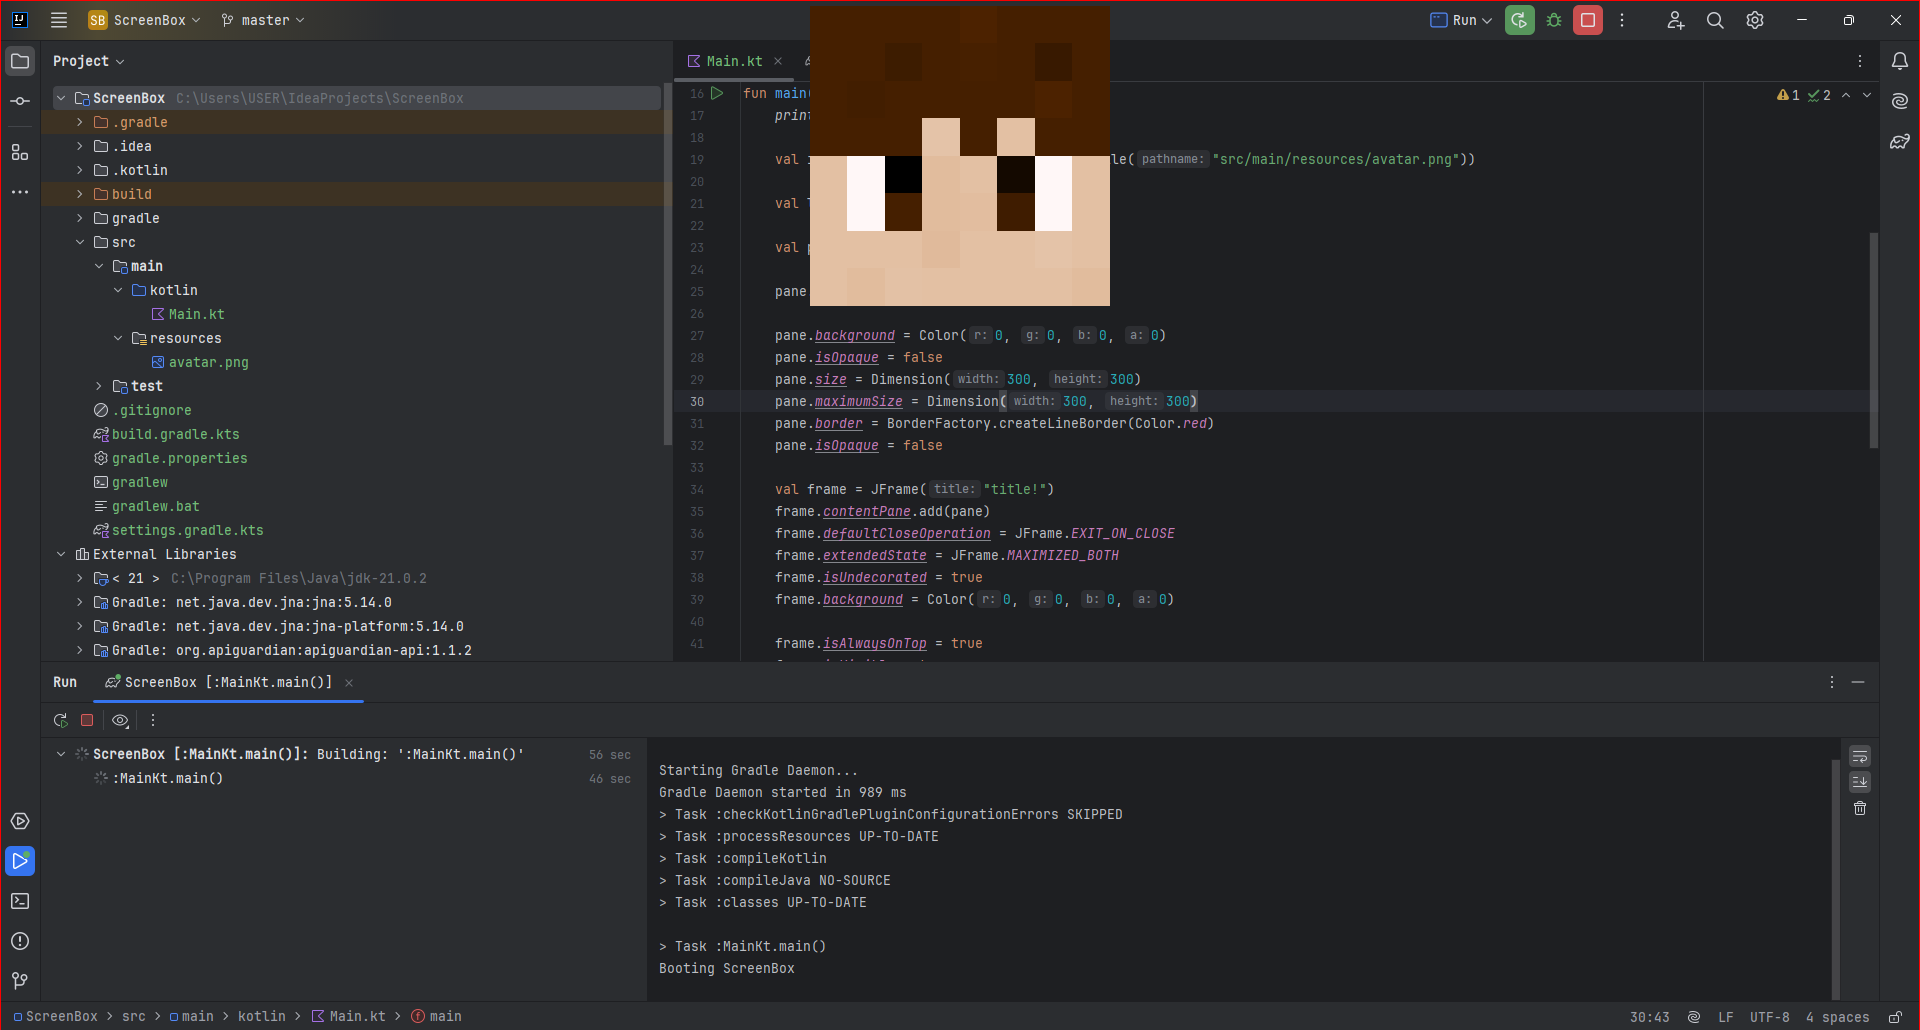 SB ScreenBox master Run
Project
ScreenBox C:\Users\USER\IdeaProjects\ScreenBox
.gradle
.idea
.kotlin
build
gradle
src
main
kotlin
Main.kt
resources
avatar.png
test
.gitignore
build.gradle.kts
gradle.properties
gradlew
gradlew.bat
settings.gradle.kts
External Libraries
< 21 > C:\Program Files\Java\jdk-21.0.2
Gradle: net.java.dev.jna:jna:5.14.0
Gradle: net.java.dev.jna:jna-platform:5.14.0
Gradle: org.apiguardian:apiguardian-api:1.1.2
Main.kt
1 2
16 fun main
17
18
19 val le( pathname: "src/main/resources/avatar.png"))
20
21 val
22
23 val
24
25 pane
26
27 pane.background = Color( r: 0, g: 0, b: 0, a: 0)
28 pane.isOpaque = false
29 pane.size = Dimension( width: 300, height: 300)
30 pane.maximumSize = Dimension( width: 300, height: 300)
31 pane.border = BorderFactory.createLineBorder(Color.red)
32 pane.isOpaque = false
33
34 val frame = JFrame( title: "title!")
35 frame.contentPane.add(pane)
36 frame.defaultCloseOperation = JFrame.EXIT_ON_CLOSE
37 frame.extendedState = JFrame.MAXIMIZED_BOTH
38 frame.isUndecorated = true
39 frame.background = Color( r: 0, g: 0, b: 0, a: 0)
40
41 frame.isAlwaysOnTop = true
Run ScreenBox [:MainKt.main()]
ScreenBox [:MainKt.main()]: Building: ':MainKt.main()' 56 sec
:MainKt.main() 46 sec
Starting Gradle Daemon...
Gradle Daemon started in 989 ms
> Task :checkKotlinGradlePluginConfigurationErrors SKIPPED
> Task :processResources UP-TO-DATE
> Task :compileKotlin
> Task :compileJava NO-SOURCE
> Task :classes UP-TO-DATE
> Task :MainKt.main()
Booting ScreenBox
ScreenBox > src > main > kotlin > Main.kt > main
30:43 LF UTF-8 4 spaces